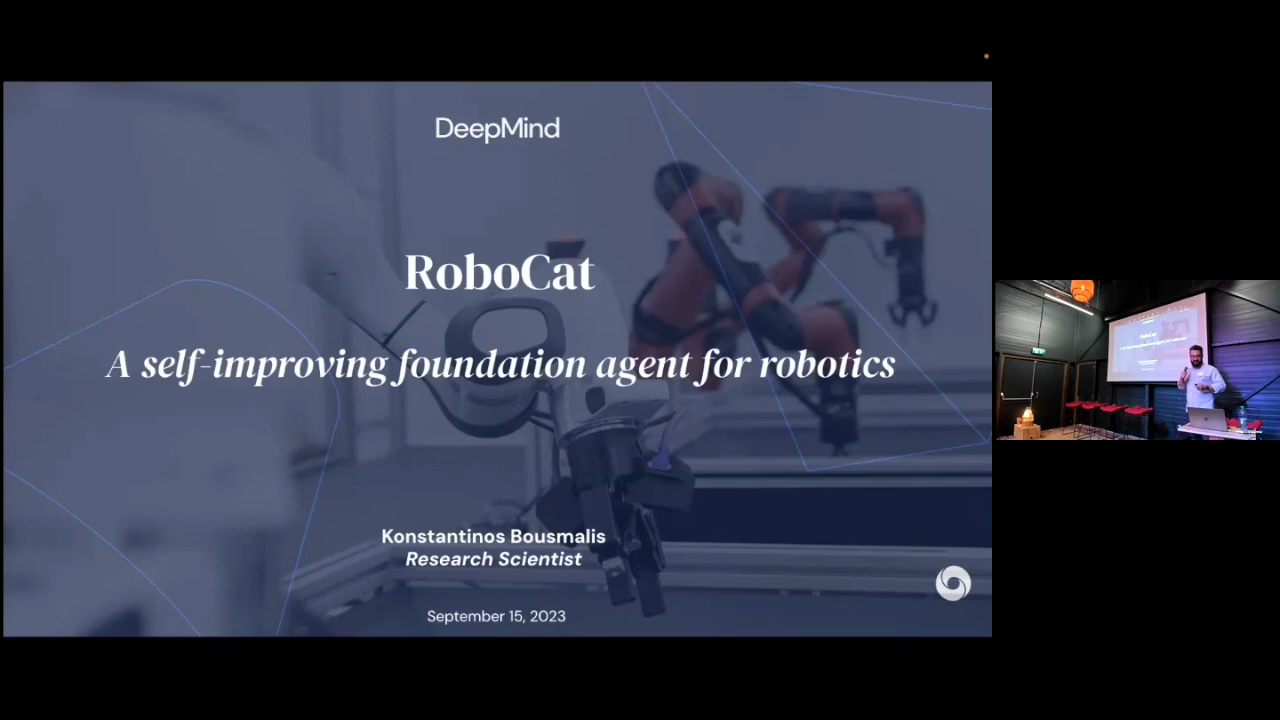 DeepMind
RoboCat
A self-improving foundation agent for robotics
Konstantinos Bousmalis
Research Scientist
September 15, 2023